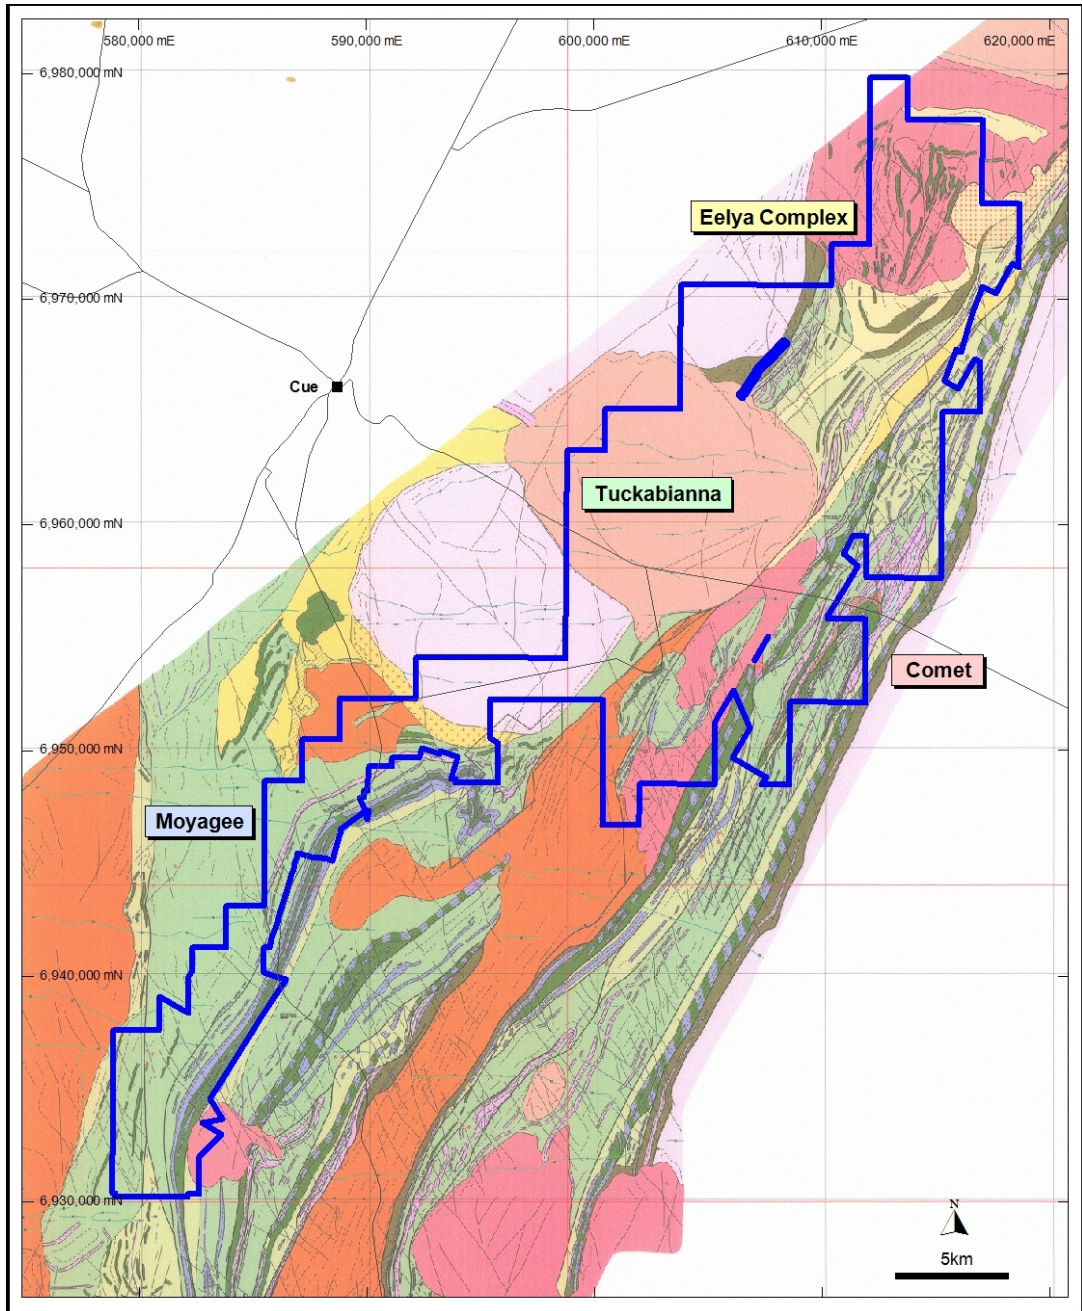 580,000 mE
590,000 mE
600,000 mE
610,000 mE
620,000 mE
6,980,000 mN
Eelya Complex
6,970,000 mN
Cue
Tuckabianna
6,960,000 mN
Comet
6,950,000 mN
Moyagee
6,940,000 mN
6,930,000 mN
N
5km